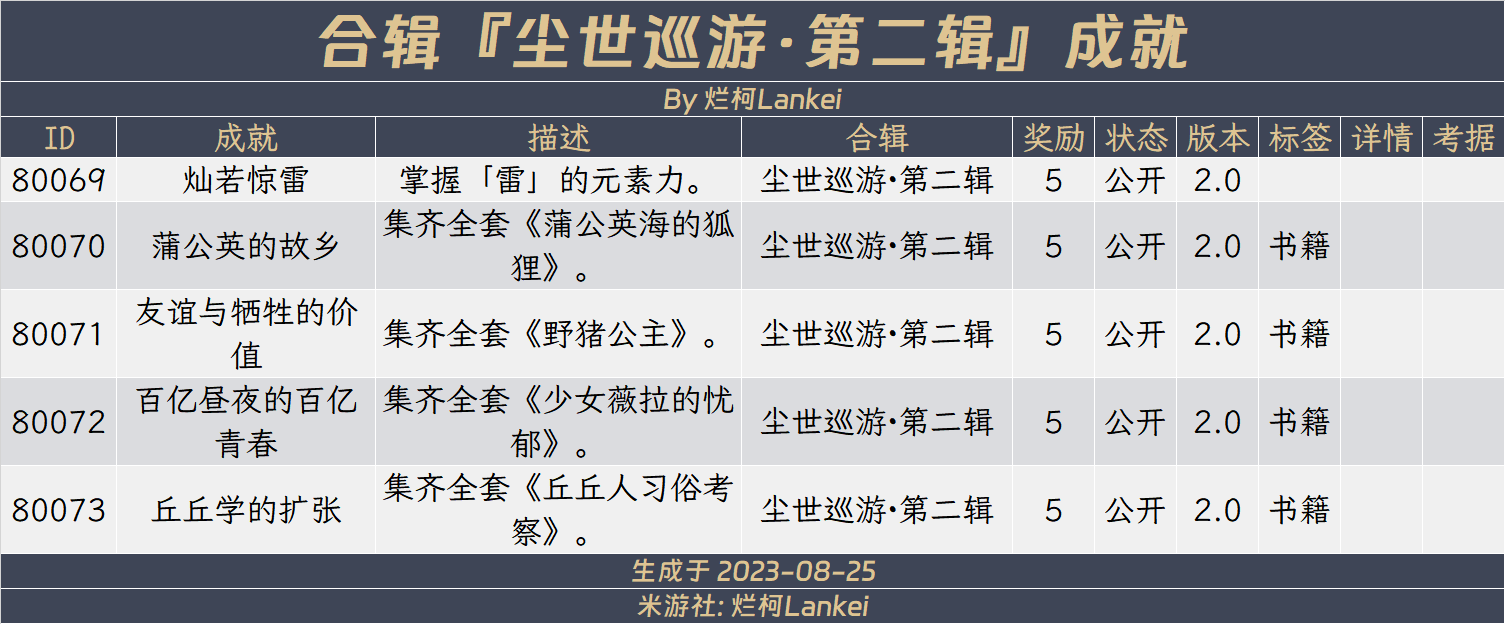 合辑『尘世巡游·第二辑』成就
By 烂柯Lankei
ID 成就 描述 合辑 奖励 状态 版本 标签 详情 考据
80069 灿若惊雷 掌握「雷」的元素力。 尘世巡游·第二辑 5 公开 2.0
80070 蒲公英的故乡 集齐全套《蒲公英海的狐
狸》。 尘世巡游·第二辑 5 公开 2.0 书籍
80071 友谊与牺牲的价
值 集齐全套《野猪公主》。 尘世巡游·第二辑 5 公开 2.0 书籍
80072 百亿昼夜的百亿
青春 集齐全套《少女薇拉的忧
郁》。 尘世巡游·第二辑 5 公开 2.0 书籍
80073 丘丘学的扩张 集齐全套《丘丘人习俗考
察》。 尘世巡游·第二辑 5 公开 2.0 书籍
生成于 2023-08-25
米游社: 烂柯Lankei